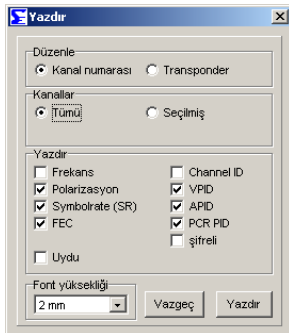 Yazdır
Düzenle
Kanal numarası Transponder
Kanallar
Tümü Seçilmiş
Yazdır
Frekans Channel ID
Polarizasyon VPID
Symbolrate (SR) APID
FEC PCR PID
şifreli
Uydu
Font yüksekliği
2 mm Vazgeç Yazdır